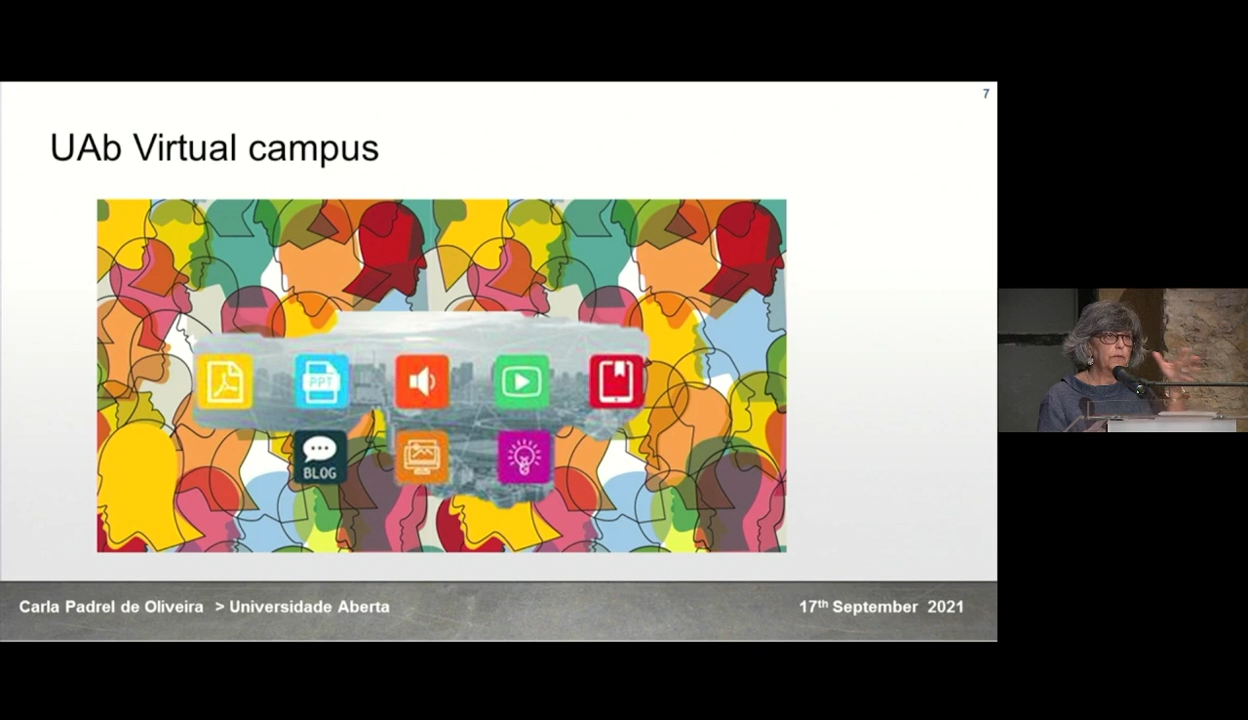 7
UAb Virtual campus
PPT
BLOG
Carla Padrel de Oliveira > Universidade Aberta
17th September 2021